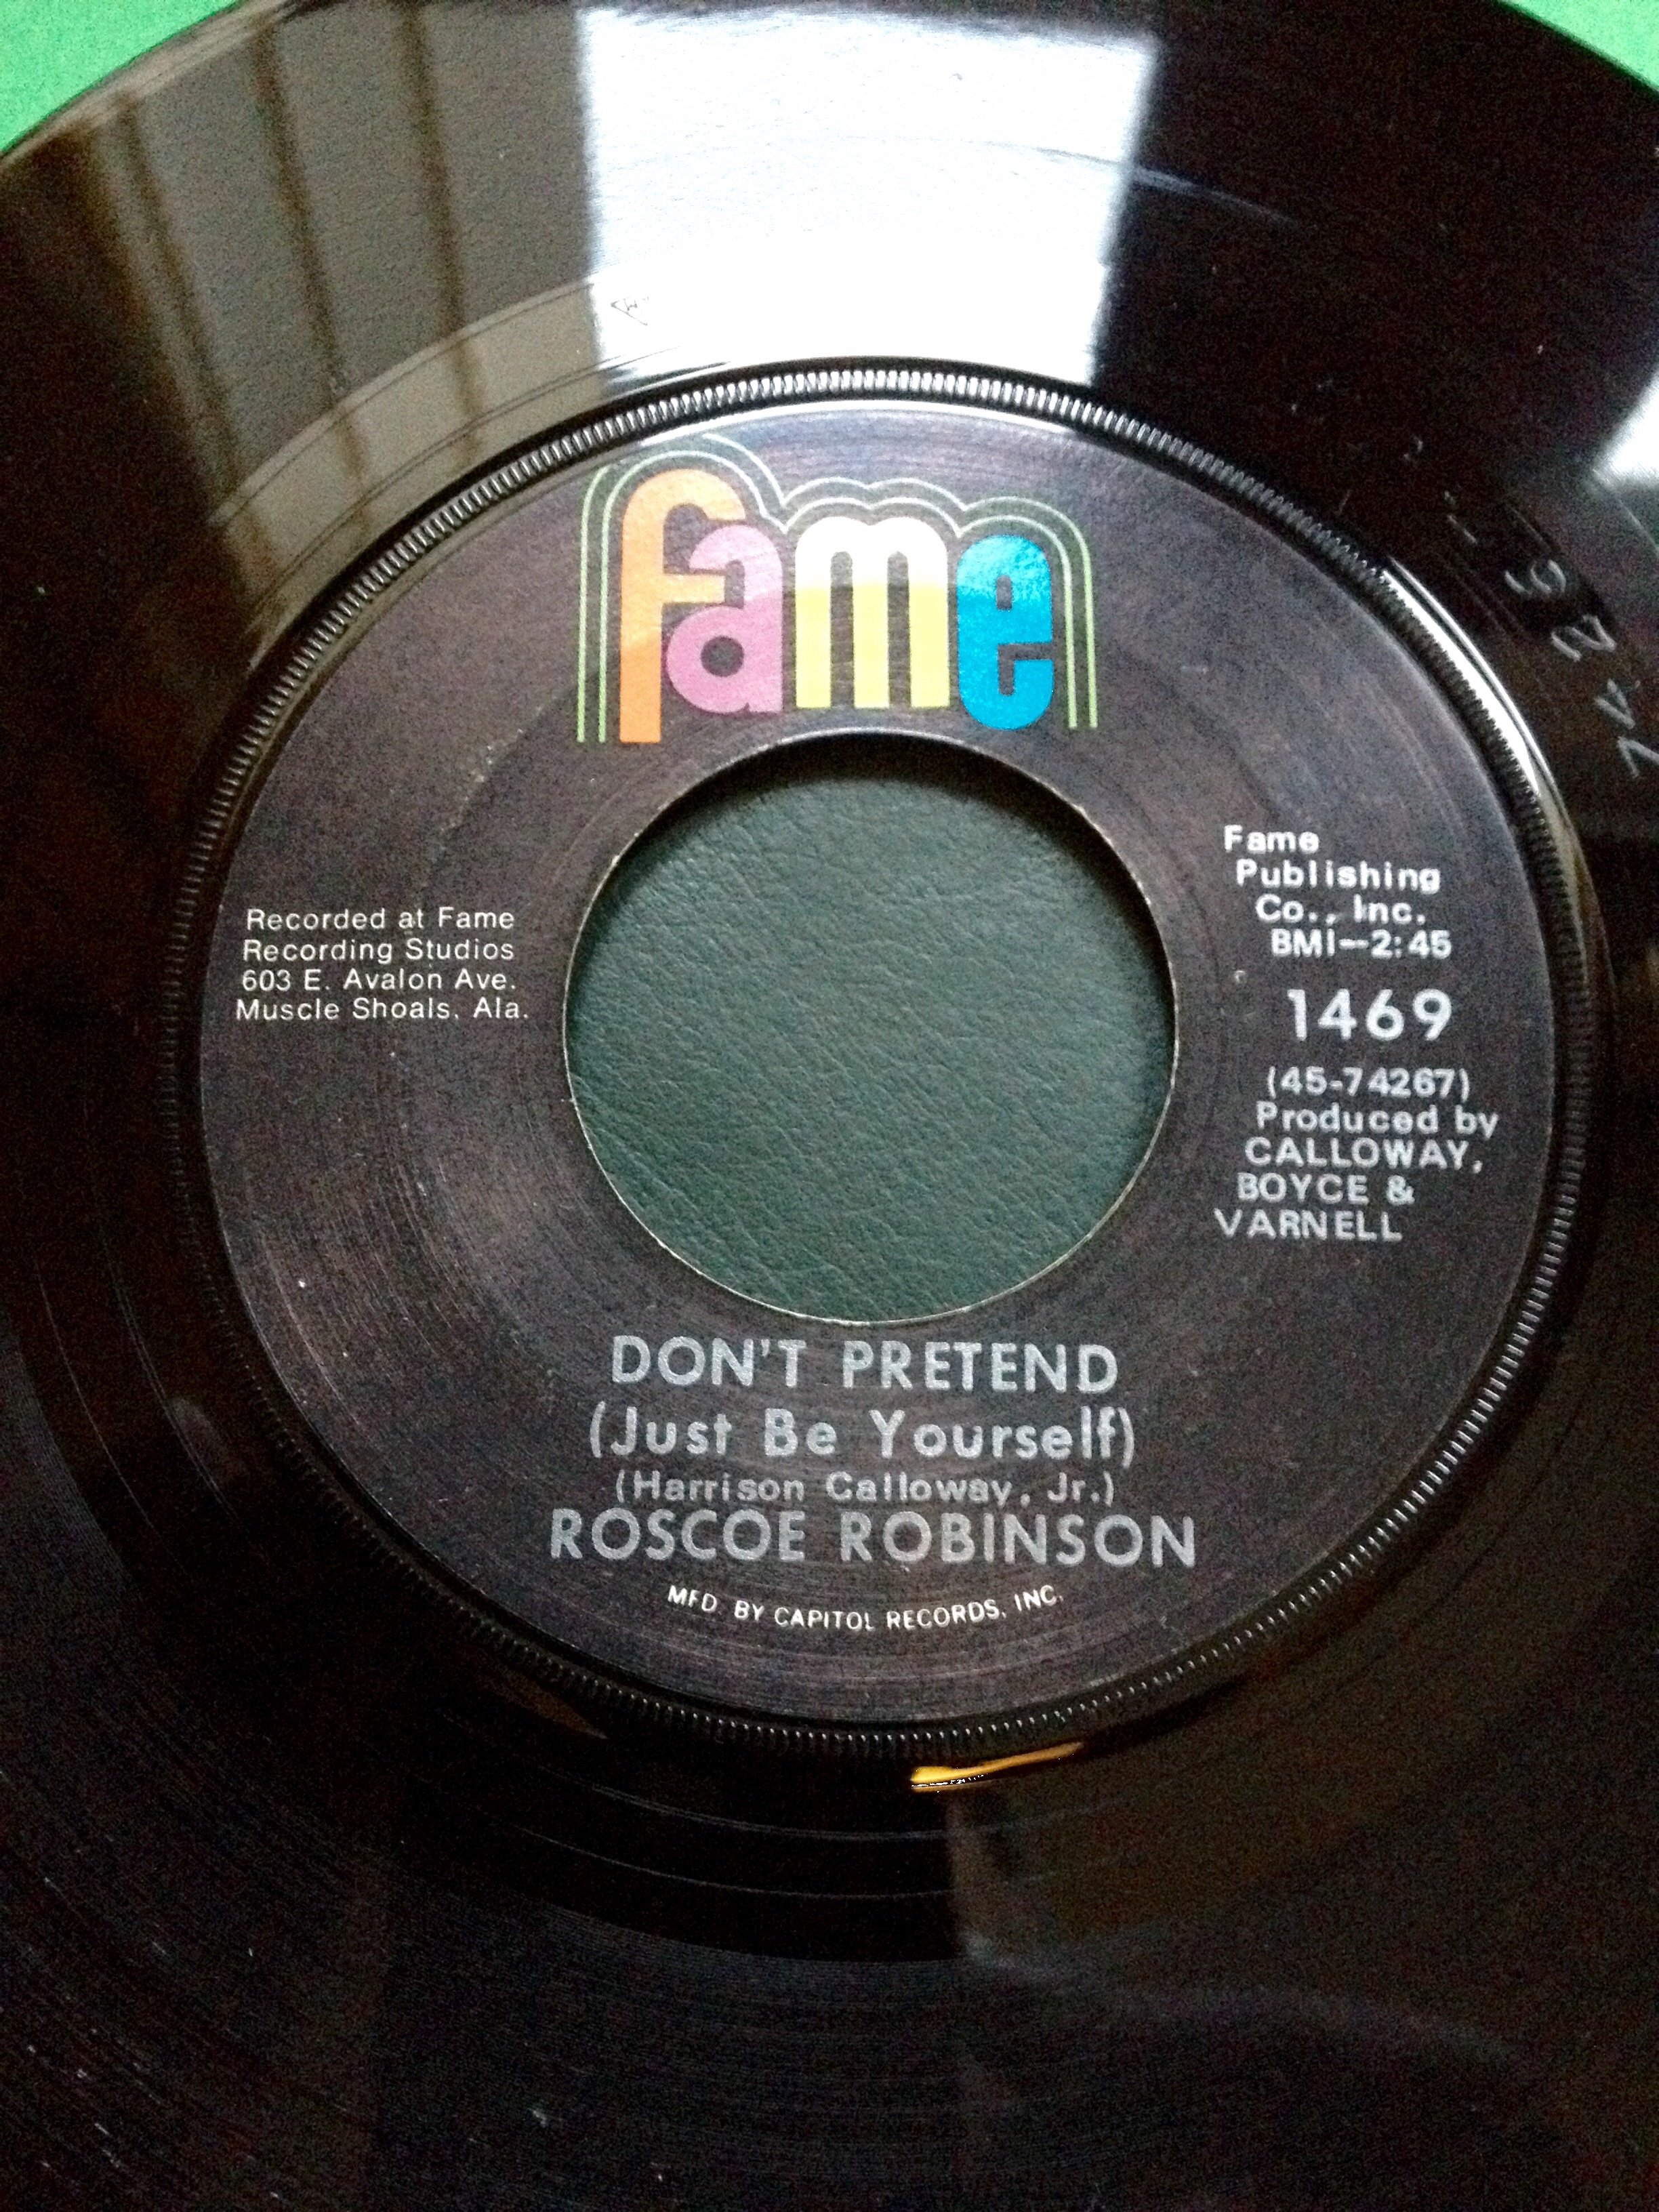 fame
Recorded at Fame
Recording Studios
603 E. Avalon Ave.
Muscle Shoals, Ala.
Fame
Publishing
Co., Inc.
BMI—2:45
1469
(45-74267)
Produced by
CALLOWAY,
BOYCE &
VARNELL
DON'T PRETEND
(Just Be Yourself)
(Harrison Calloway, Jr.)
ROSCOE ROBINSON
MFD. BY CAPITOL RECORDS, INC.